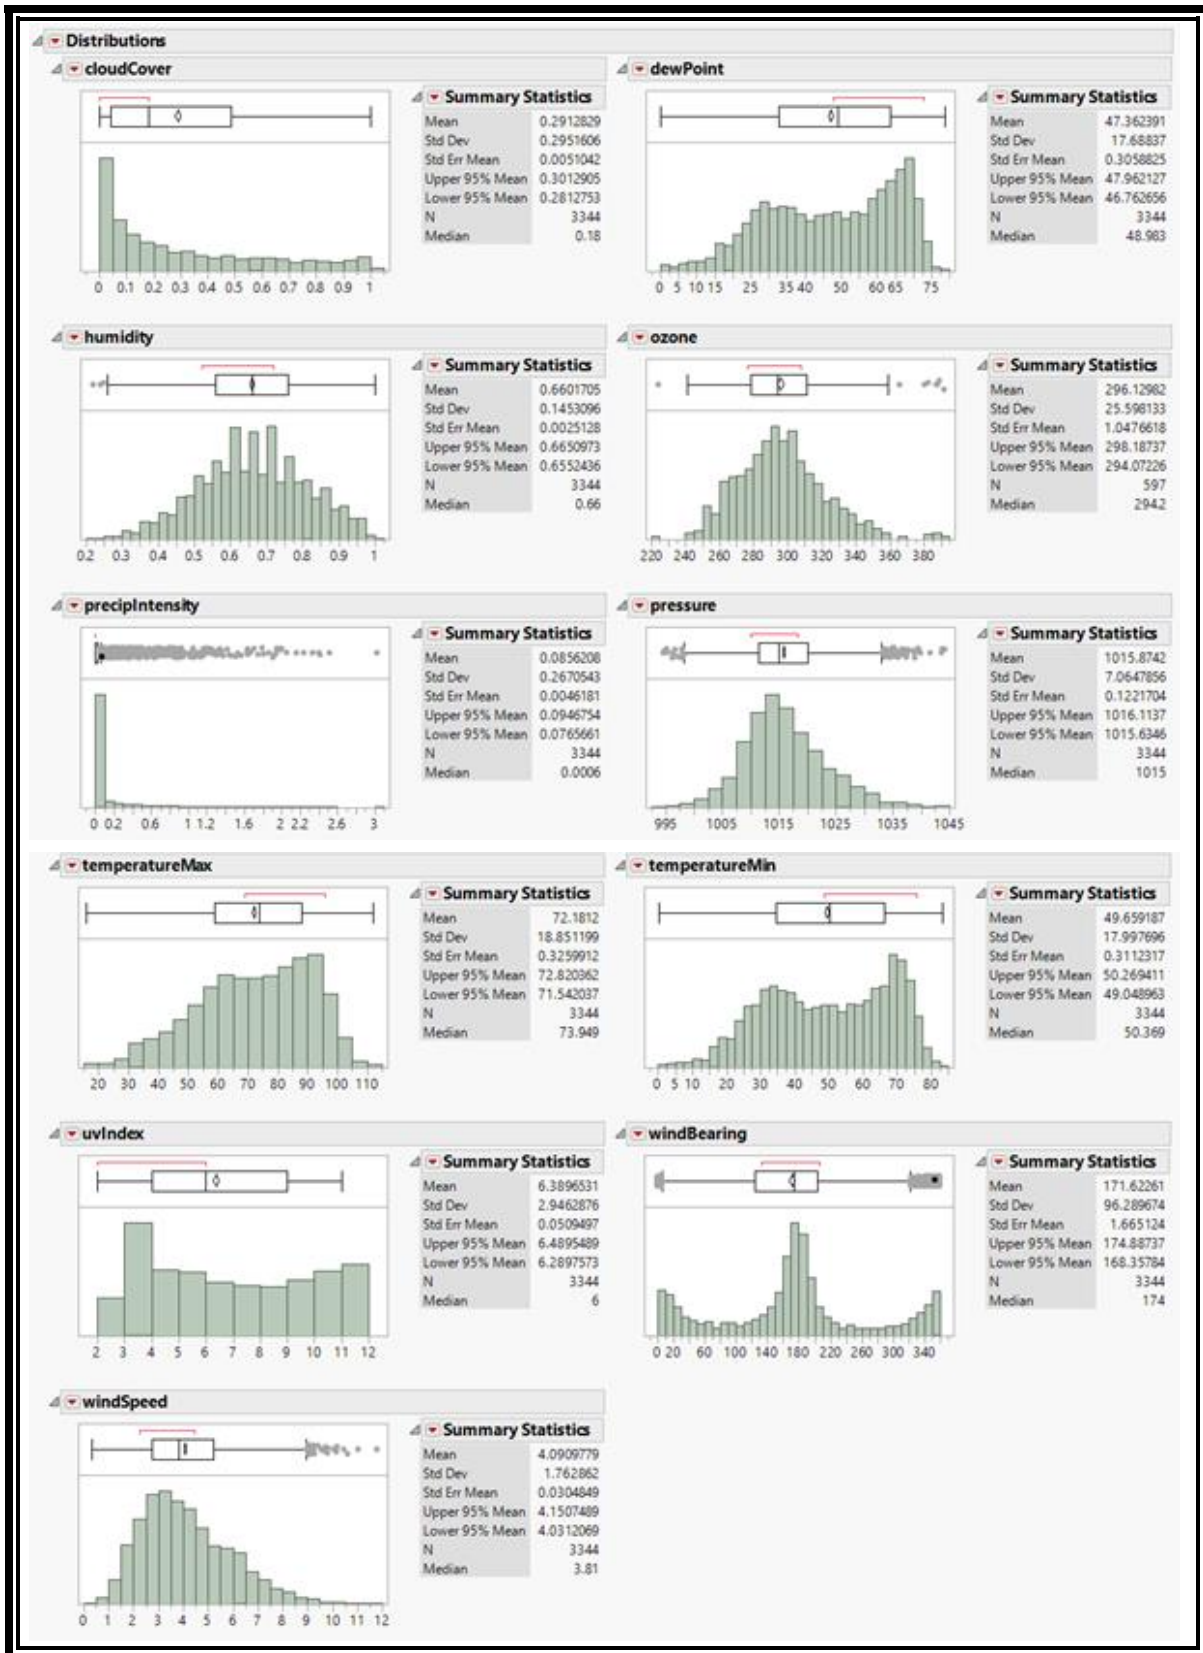 Distributions
cloudCover
Summary Statistics
Mean 0.2912829
Std Dev 0.2951606
Std Err Mean 0.0051042
Upper 95% Mean 0.3012905
Lower 95% Mean 0.2812753
N 3344
Median 0.18
0 0.1 0.2 0.3 0.4 0.5 0.6 0.7 0.8 0.9 1
dewPoint
Summary Statistics
Mean 47.362391
Std Dev 17.68837
Std Err Mean 0.3058825
Upper 95% Mean 47.962127
Lower 95% Mean 46.762656
N 3344
Median 48.983
0 5 10 15 25 35 40 50 60 65 75
humidity
Summary Statistics
Mean 0.6601705
Std Dev 0.1453096
Std Err Mean 0.0025128
Upper 95% Mean 0.6650973
Lower 95% Mean 0.6552436
N 3344
Median 0.66
0.2 0.3 0.4 0.5 0.6 0.7 0.8 0.9 1
ozone
Summary Statistics
Mean 296.12982
Std Dev 25.598133
Std Err Mean 1.0476618
Upper 95% Mean 298.18737
Lower 95% Mean 294.07226
N 597
Median 294.2
220 240 260 280 300 320 340 360 380
precipIntensity
Summary Statistics
Mean 0.0856208
Std Dev 0.2670543
Std Err Mean 0.0046181
Upper 95% Mean 0.0946754
Lower 95% Mean 0.0765661
N 3344
Median 0.0006
0 0.2 0.6 1 1.2 1.6 2 2.2 2.6 3
pressure
Summary Statistics
Mean 1015.8742
Std Dev 7.0647856
Std Err Mean 0.1221704
Upper 95% Mean 1016.1137
Lower 95% Mean 1015.6346
N 3344
Median 1015
995 1005 1015 1025 1035 1045
temperatureMax
Summary Statistics
Mean 72.1812
Std Dev 18.851199
Std Err Mean 0.3259912
Upper 95% Mean 72.820362
Lower 95% Mean 71.542037
N 3344
Median 73.949
20 30 40 50 60 70 80 90 100 110
temperatureMin
Summary Statistics
Mean 49.659187
Std Dev 17.997696
Std Err Mean 0.3112317
Upper 95% Mean 50.269411
Lower 95% Mean 49.048963
N 3344
Median 50.369
0 5 10 20 30 40 50 60 70 80
uvIndex
Summary Statistics
Mean 6.3896531
Std Dev 2.9462876
Std Err Mean 0.0509497
Upper 95% Mean 6.4895489
Lower 95% Mean 6.2897573
N 3344
Median 6
2 3 4 5 6 7 8 9 10 11 12
windBearing
Summary Statistics
Mean 171.62261
Std Dev 96.289674
Std Err Mean 1.665124
Upper 95% Mean 174.88737
Lower 95% Mean 168.35784
N 3344
Median 174
0 20 60 100 140 180 220 260 300 340
windSpeed
Summary Statistics
Mean 4.0909779
Std Dev 1.762862
Std Err Mean 0.0304849
Upper 95% Mean 4.1507489
Lower 95% Mean 4.0312069
N 3344
Median 3.81
0 1 2 3 4 5 6 7 8 9 10 11 12